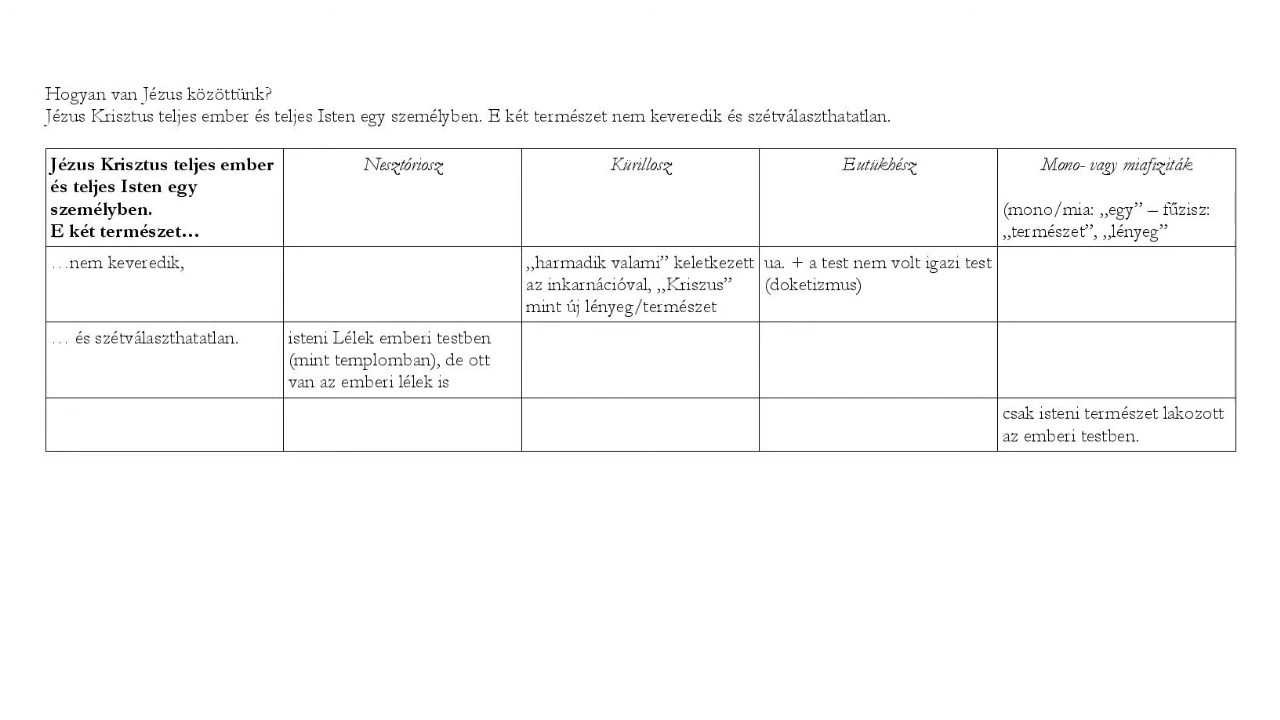 Hogyan van Jézus közöttünk?
Jézus Krisztus teljes ember és teljes Isten egy személyben. E két természet nem keveredik és szétválaszthatatlan.
Jézus Krisztus teljes ember
és teljes Isten egy
személyben.
E két természet…
Nesztóriosz
Kürillosz
Eutükhész
Mono- vagy miafiziták
(mono/mia: „egy” – fűzisz:
„természet”, „lényeg”
…nem keveredik,
„harmadik valami” keletkezett
az inkarnációval, „Kriszus”
mint új lényeg/természet
ua. + a test nem volt igazi test
(doketizmus)
… és szétválaszthatatlan.
isteni Lélek emberi testben
(mint templomban), de ott
van az emberi lélek is
csak isteni természet lakozott
az emberi testben.